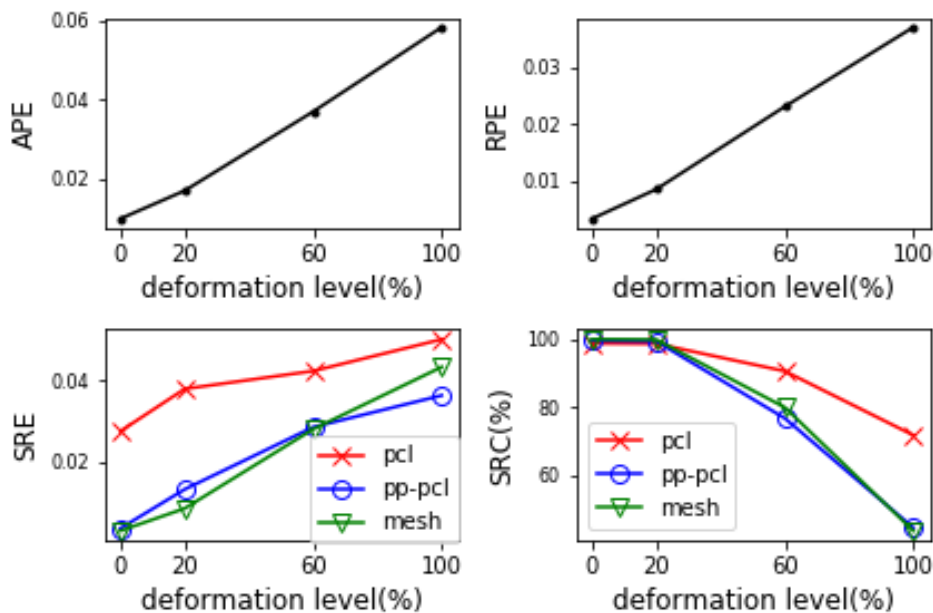 0.06
0.04
0.02
APE
0 20 60 100
deformation level(%)
0.03
0.02
0.01
RPE
0 20 60 100
deformation level(%)
0.04
0.02
SRE
pcl
pp-pcl
mesh
0 20 60 100
deformation level(%)
100
80
60
SRC(%)
pcl
pp-pcl
mesh
0 20 60 100
deformation level(%)